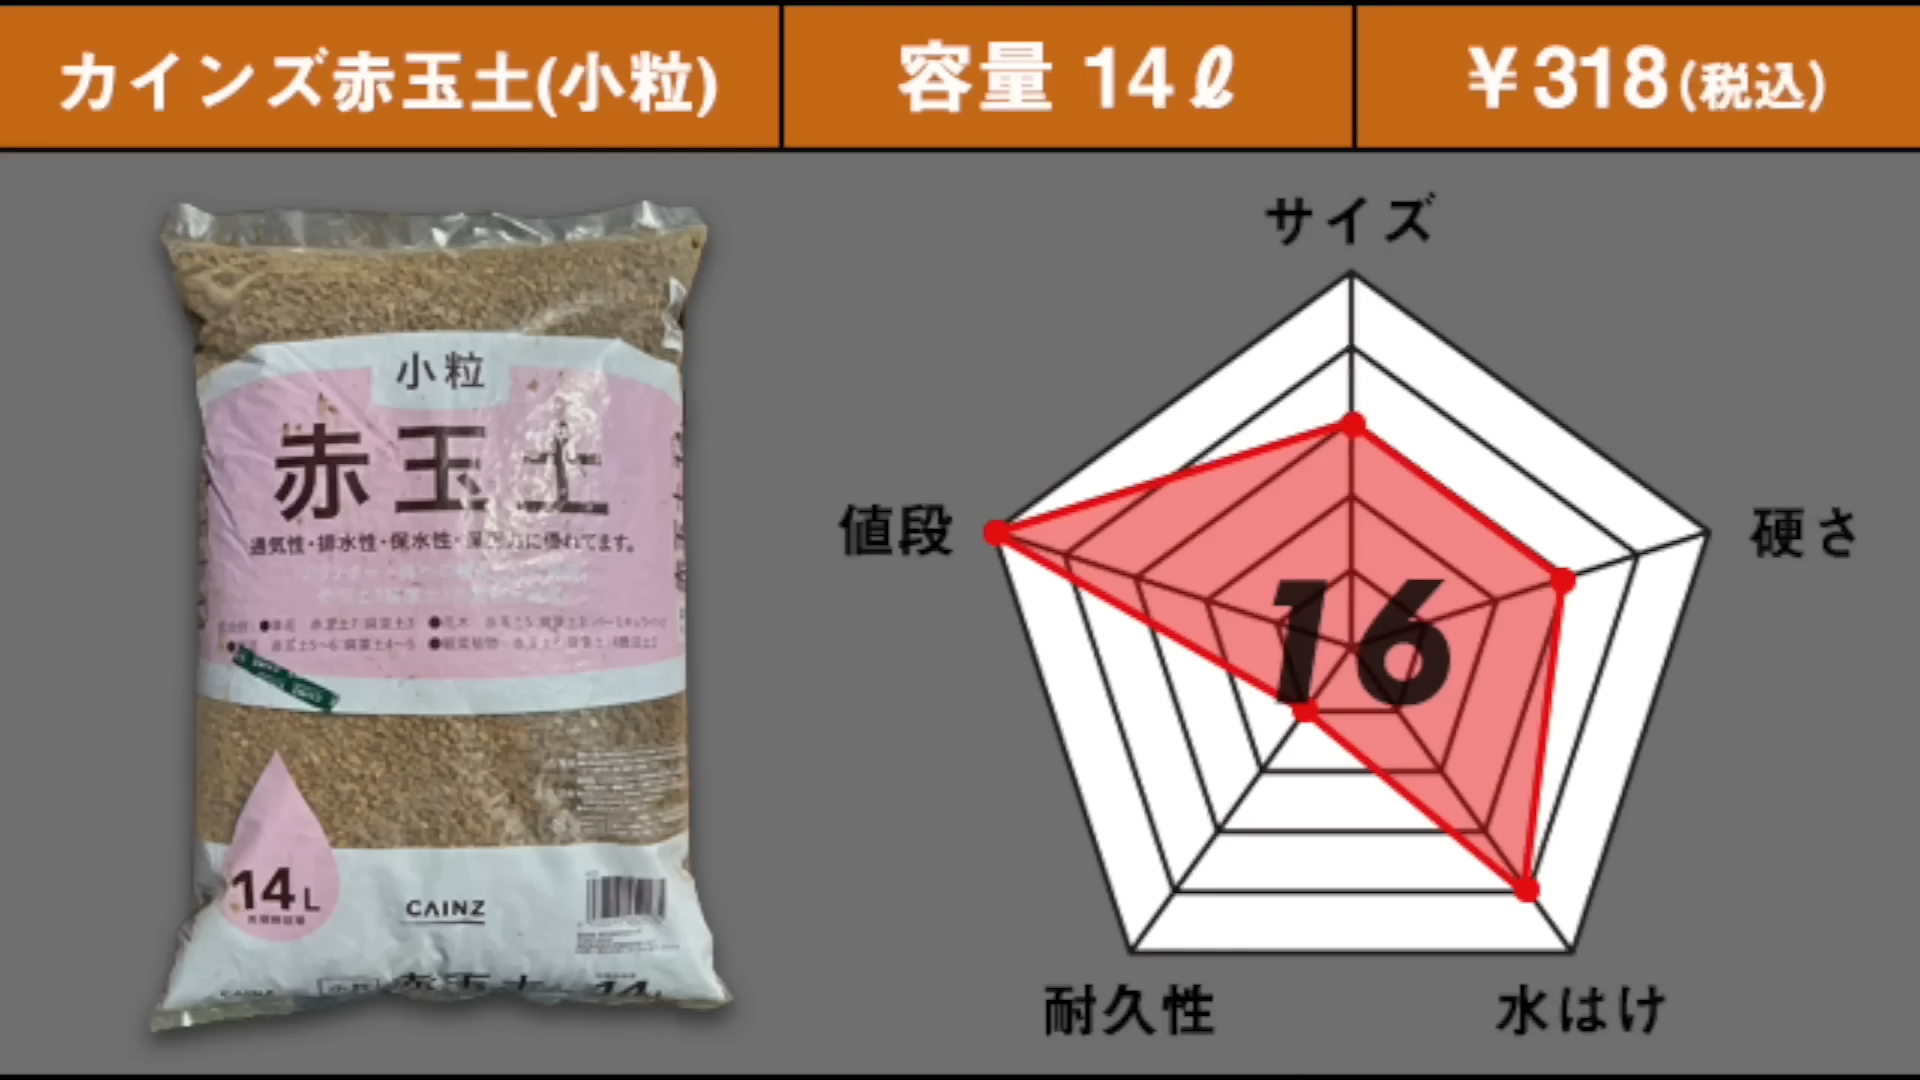 カインズ赤玉土(小粒)
容量 14ℓ
￥318(税込)
サイズ
値段
硬さ
16
耐久性
水はけ
小粒
赤玉土
通気性・排水性・保水性・
14L
CAINZ